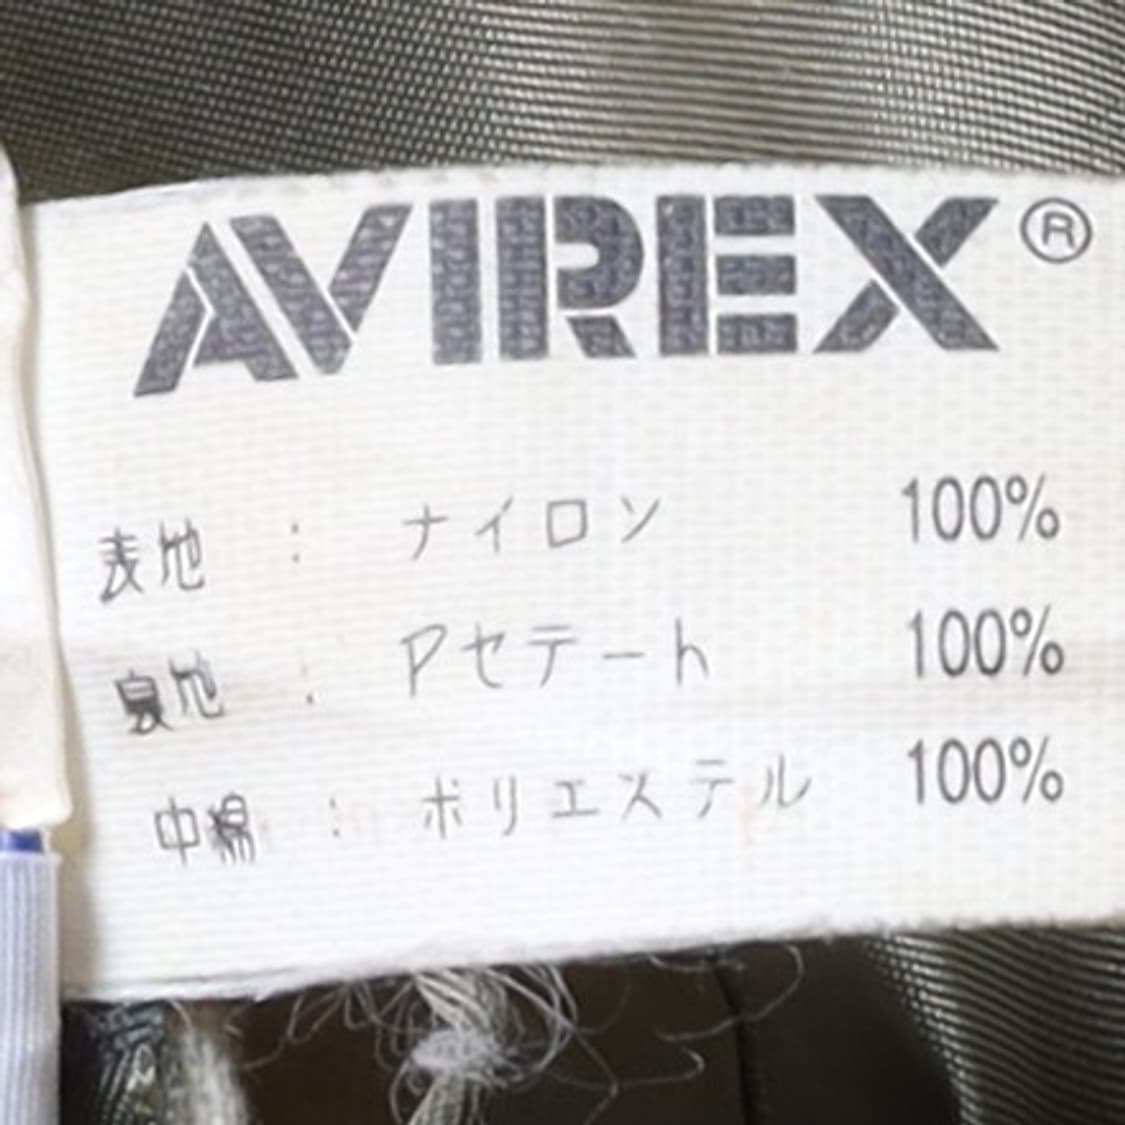 AVIREX®
表地 : ナイロン 100%
裏地 : アセテート 100%
中綿 : ポリエステル 100%